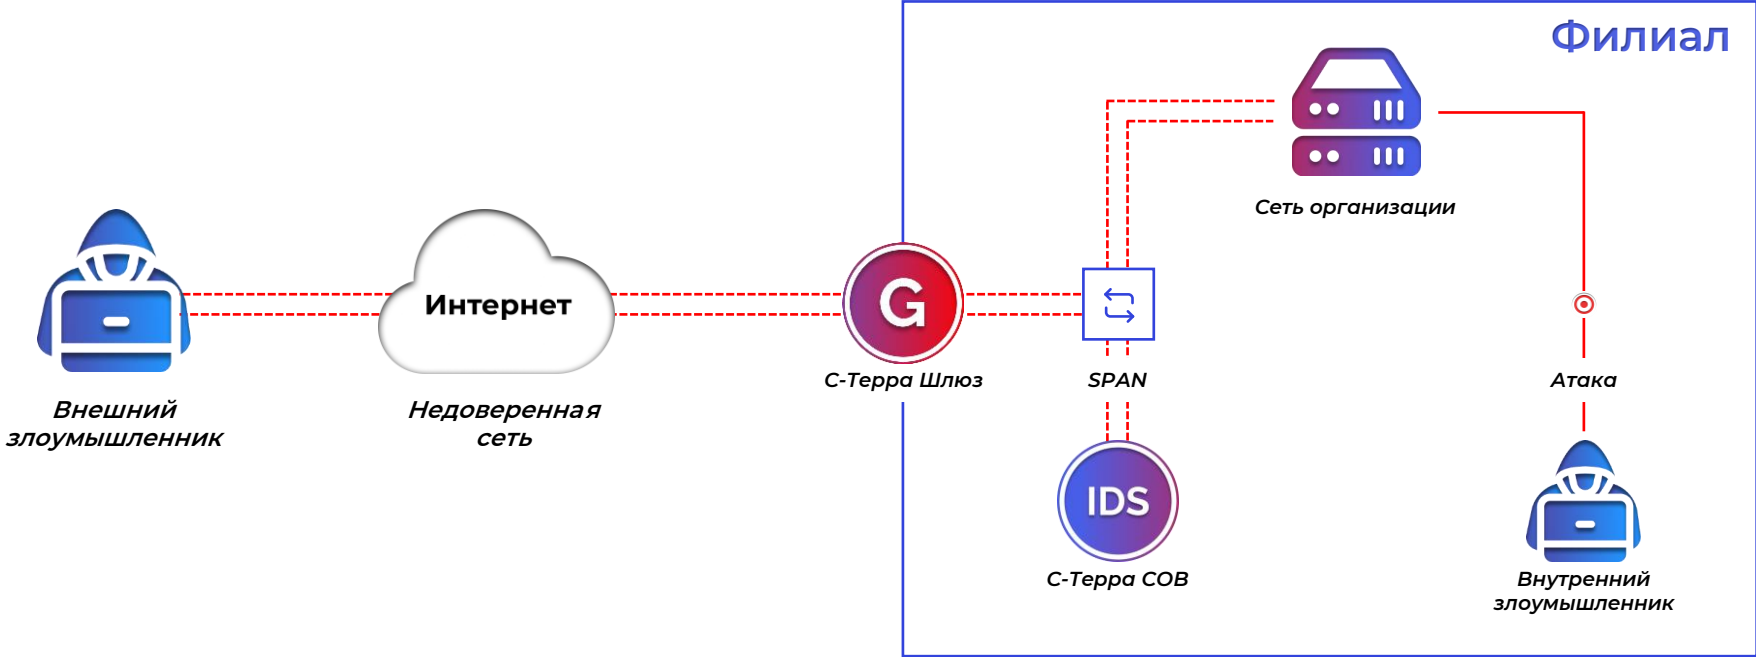 Филиал
Сеть организации
Интернет
G
С-Терра Шлюз
SPAN
Атака
Внешний
злоумышленник
Недоверенная
сеть
IDS
С-Терра СОВ
Внутренний
злоумышленник